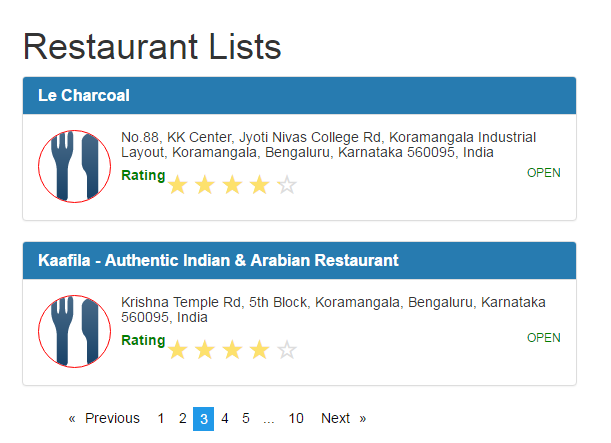 Restaurant Lists
Le Charcoal
No.88, KK Center, Jyoti Nivas College Rd, Koramangala Industrial
Layout, Koramangala, Bengaluru, Karnataka 560095, India
Rating
OPEN
Kaafila - Authentic Indian & Arabian Restaurant
Krishna Temple Rd, 5th Block, Koramangala, Bengaluru, Karnataka
560095, India
Rating
OPEN
« Previous 1 2 3 4 5 ... 10 Next »